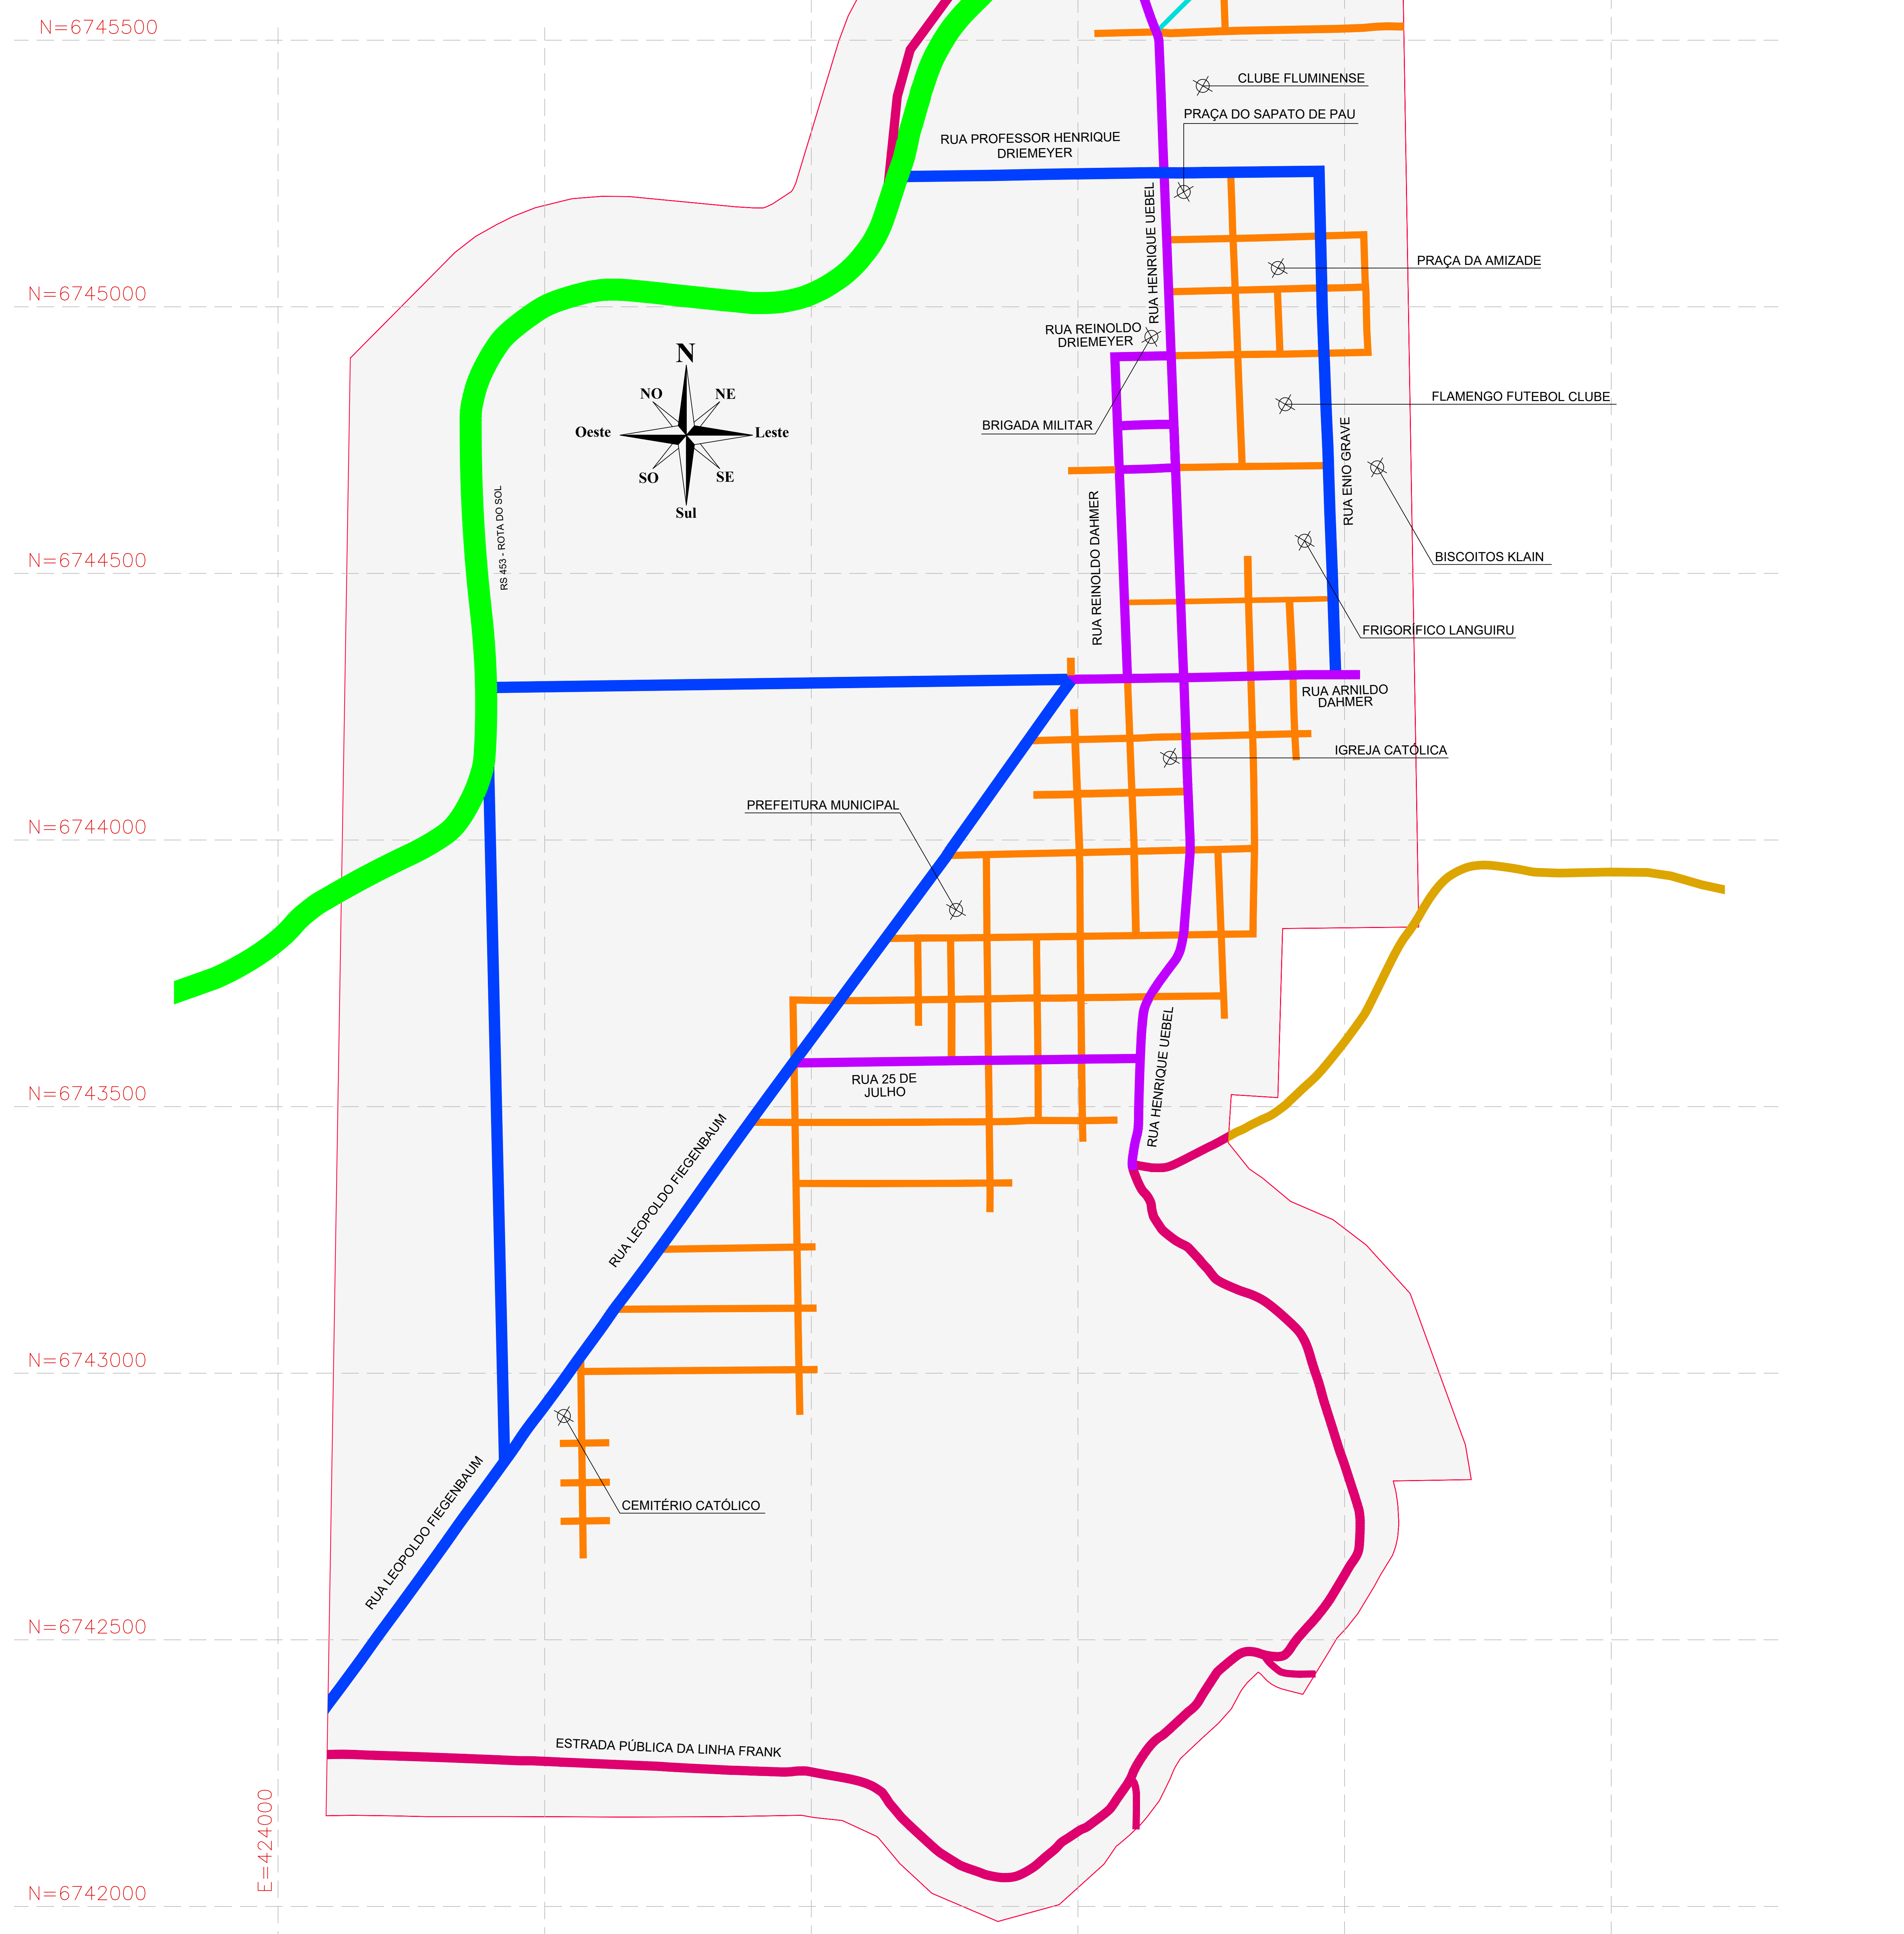 N=6745500
CLUBE FLUMINENSE
PRAÇA DO SAPATO DE PAU
RUA PROFESSOR HENRIQUE
DRIEMEYER
RUA HENRIQUE UEBEL
PRAÇA DA AMIZADE
N=6745000
RUA REINOLDO
DRIEMEYER
N
NO
NE
Oeste
Leste
SO
SE
Sul
FLAMENGO FUTEBOL CLUBE
BRIGADA MILITAR
RUA ENIO GRAVE
RS 453 - ROTA DO SOL
RUA REINOLDO DAHMER
N=6744500
BISCOITOS KLAIN
FRIGORÍFICO LANGUIRU
RUA ARNILDO
DAHMER
IGREJA CATÓLICA
PREFEITURA MUNICIPAL
N=6744000
RUA HENRIQUE UEBEL
RUA 25 DE
JULHO
N=6743500
RUA LEOPOLDO FIEGENBAUM
N=6743000
RUA LEOPOLDO FIEGENBAUM
CEMITÉRIO CATÓLICO
N=6742500
ESTRADA PÚBLICA DA LINHA FRANK
E=424000
N=6742000